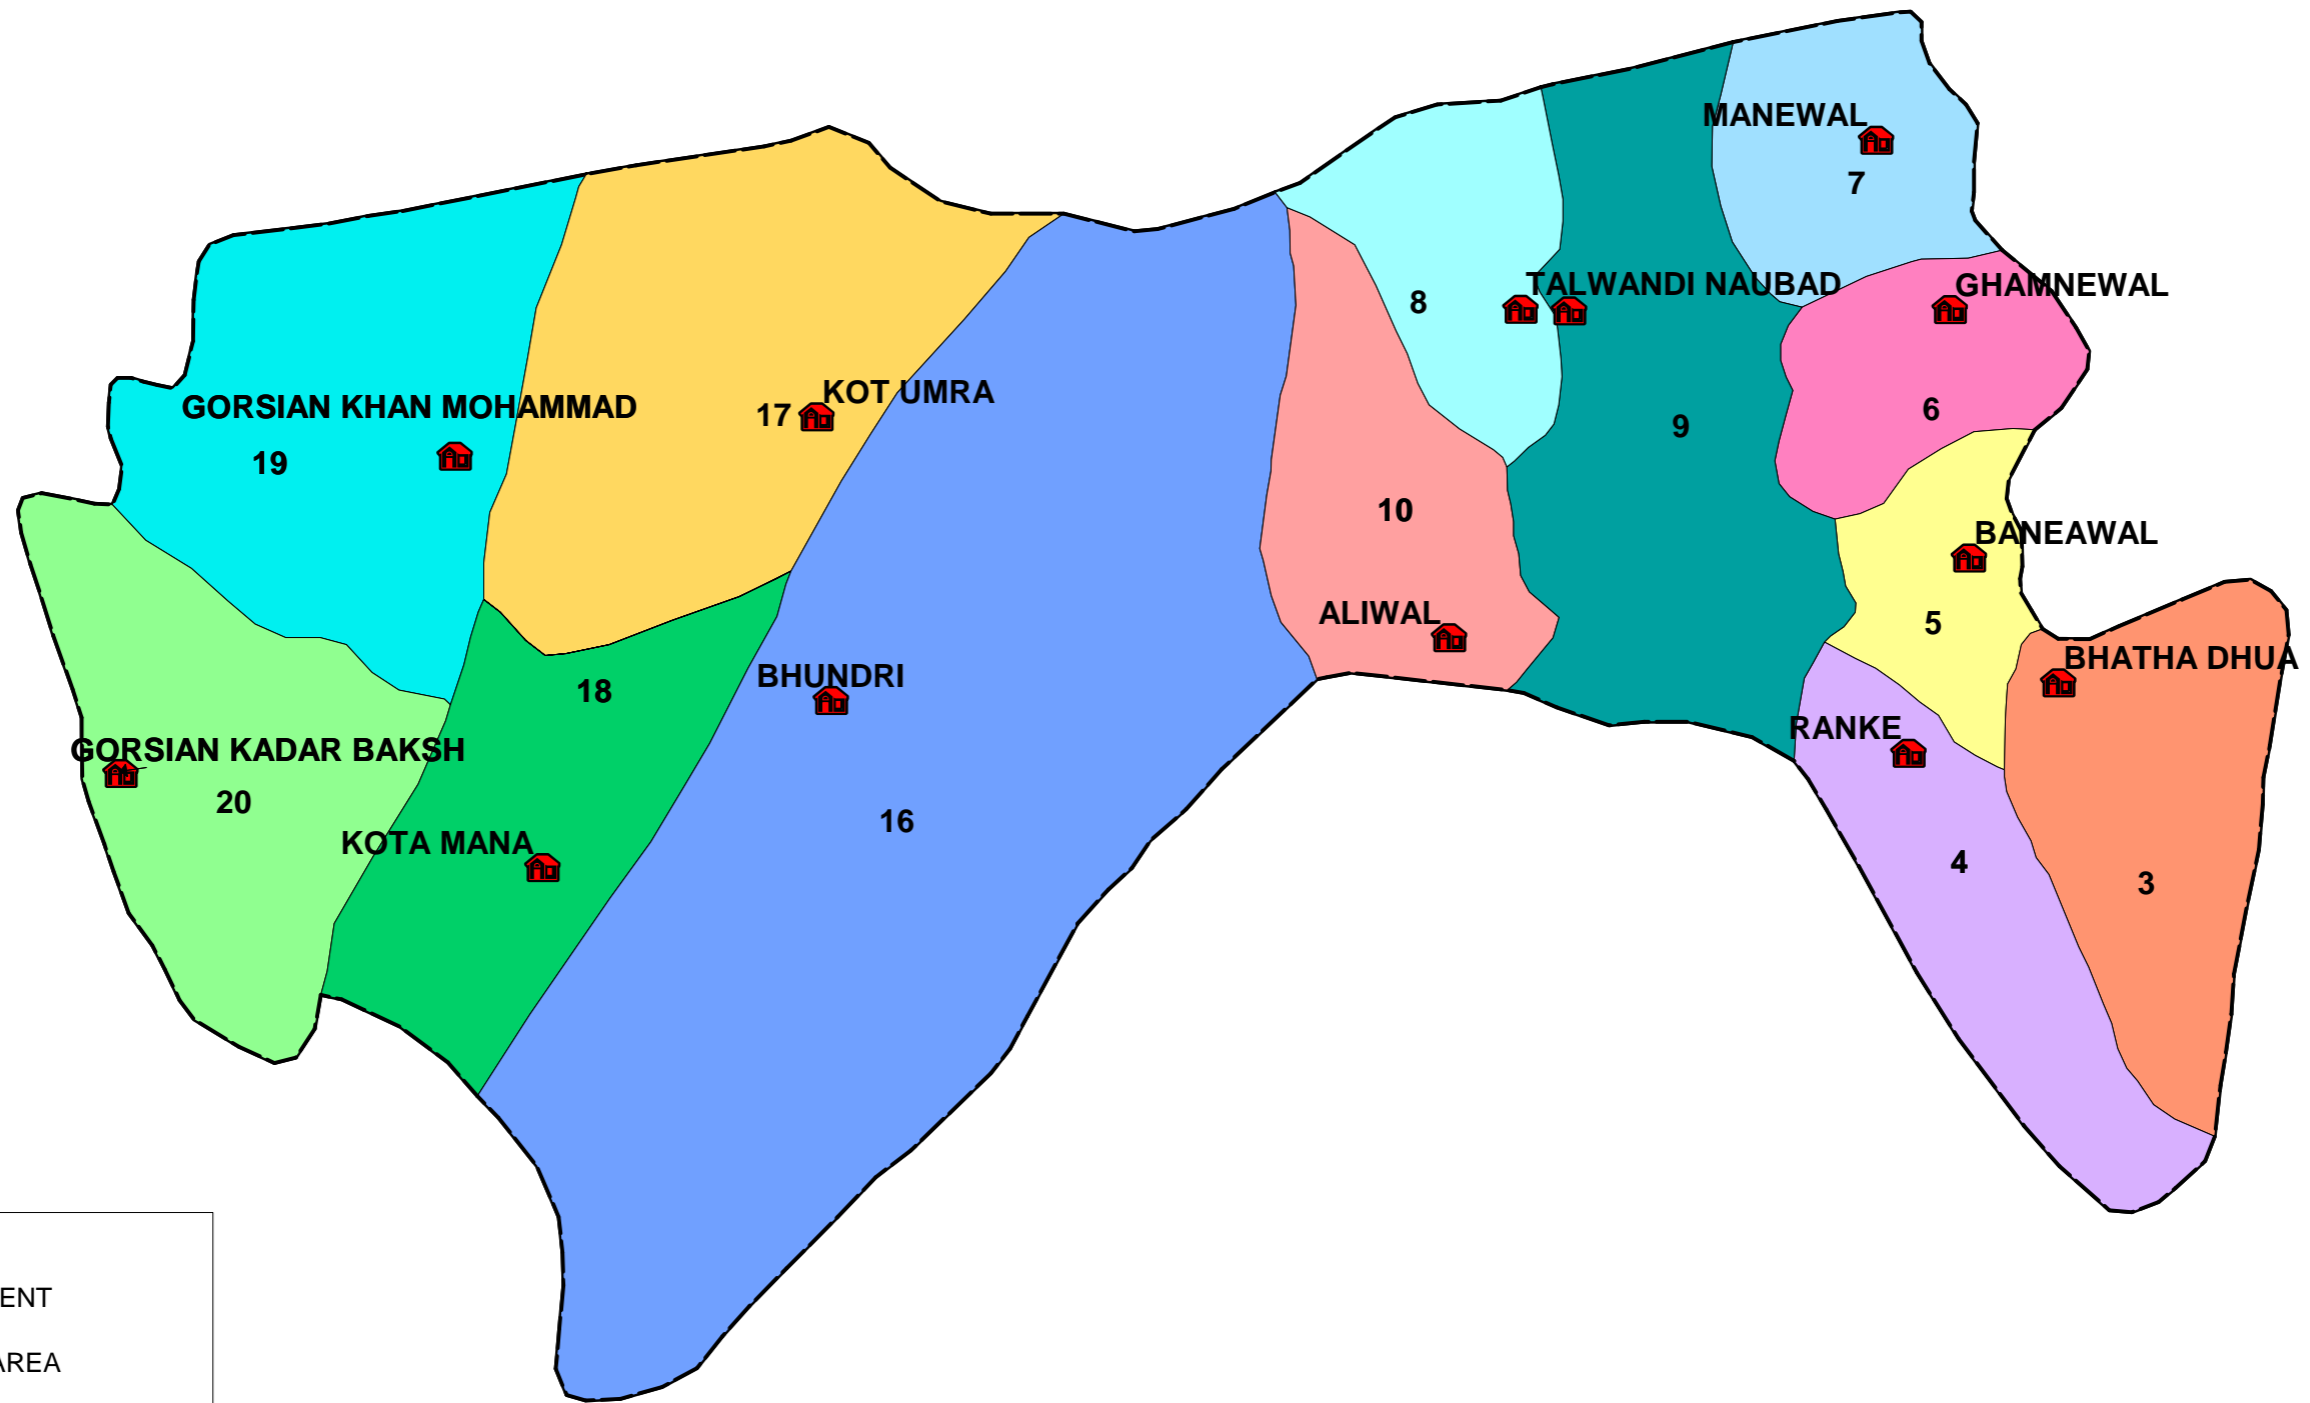 MANEWAL
7
TALWANDI NAUBAD
GHAMNEWAL
8
KOT UMRA
17
GORSIAN KHAN MOHAMMAD
19
6
9
10
BANEAWAL
ALIWAL
5
BHATHA DHUA
BHUNDRI
18
RANKE
GORSIAN KADAR BAKSH
20
16
KOTA MANA
4
3
ENT
AREA